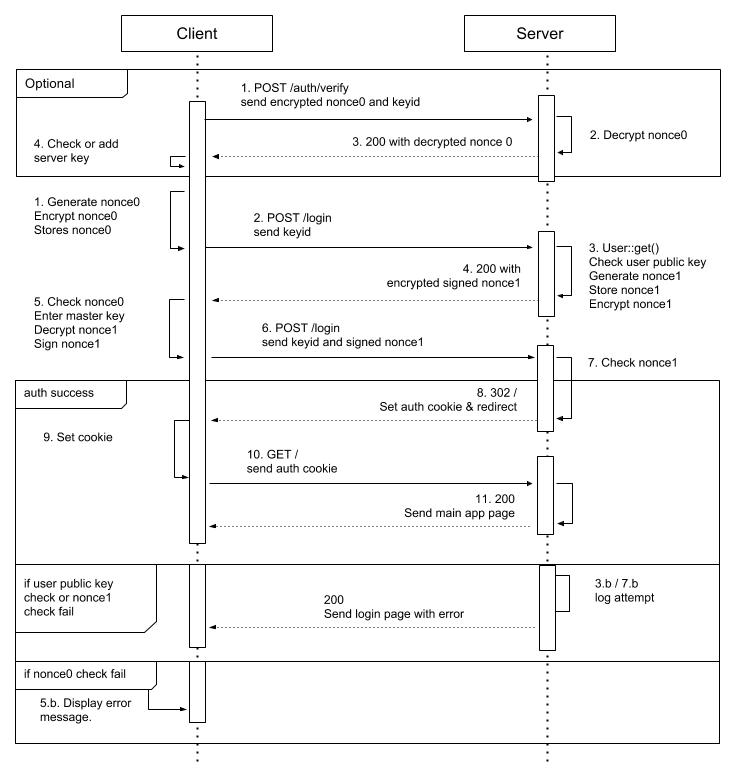 Client
Server
Optional
1. POST /auth/verify
send encrypted nonce0 and keyid
2. Decrypt nonce0
3. 200 with decrypted nonce 0
4. Check or add
server key
1. Generate nonce0
Encrypt nonce0
Stores nonce0
2. POST /login
send keyid
3. User::get()
Check user public key
Generate nonce1
Store nonce1
Encrypt nonce1
4. 200 with
encrypted signed nonce1
5. Check nonce0
Enter master key
Decrypt nonce1
Sign nonce1
6. POST /login
send keyid and signed nonce1
7. Check nonce1
auth success
8. 302 /
Set auth cookie & redirect
9. Set cookie
10. GET /
send auth cookie
11. 200
Send main app page
if user public key
check or nonce1
check fail
3.b / 7.b
log attempt
200
Send login page with error
if nonce0 check fail
5.b. Display error
message.